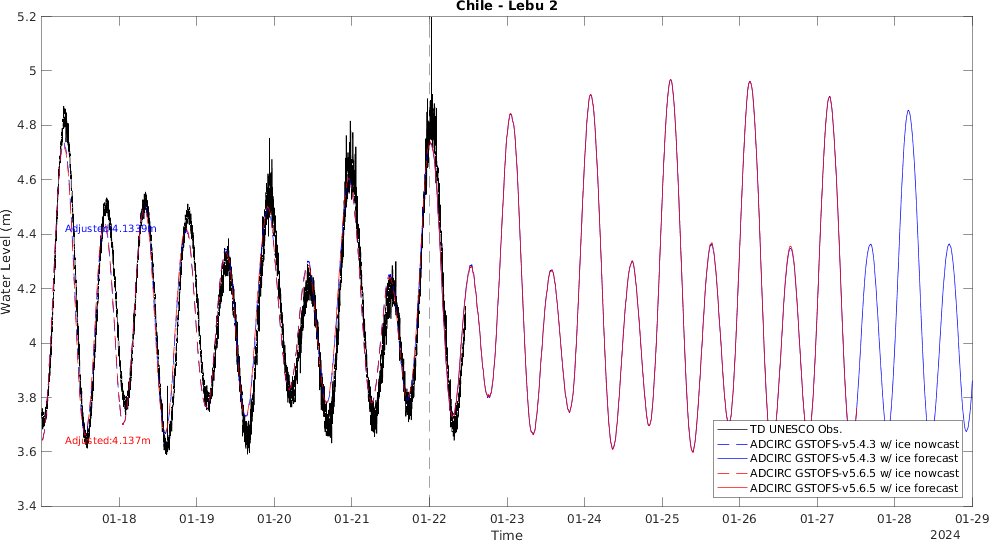 Chile - Lebu 2
Water Level (m)
5.2
5
4.8
4.6
4.4
4.2
4
3.8
3.6
3.4
Adjusted:4.1339m
Adjusted:4.137m
TD UNESCO Obs.
ADCIRC GSTOFS-v5.4.3 w/ ice nowcast
ADCIRC GSTOFS-v5.4.3 w/ ice forecast
ADCIRC GSTOFS-v5.6.5 w/ ice nowcast
ADCIRC GSTOFS-v5.6.5 w/ ice forecast
01-18 01-19 01-20 01-21 01-22 01-23 01-24 01-25 01-26 01-27 01-28 01-29
Time
2024